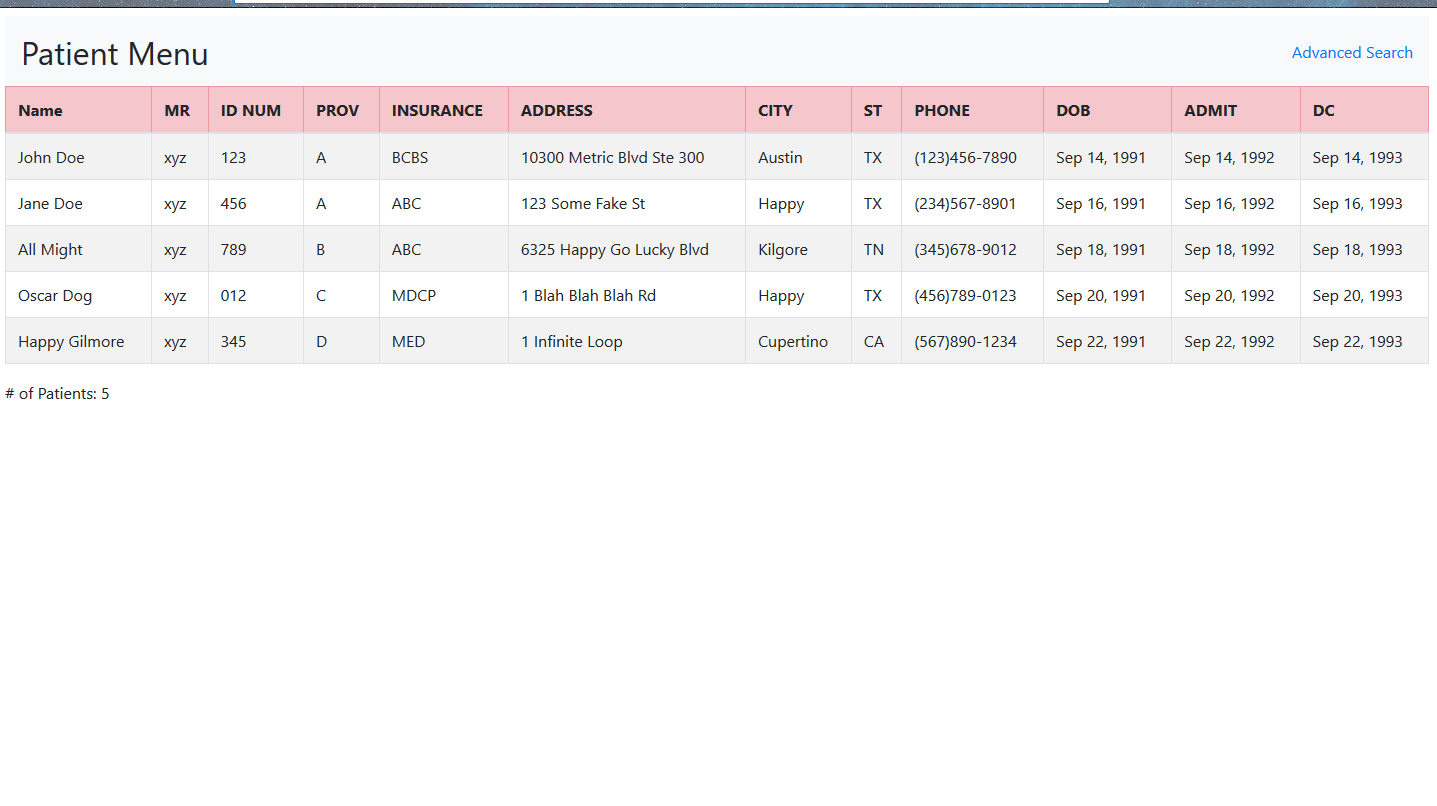 Patient Menu
Advanced Search
Name MR ID NUM PROV INSURANCE ADDRESS CITY ST PHONE DOB ADMIT DC
John Doe xyz 123 A BCBS 10300 Metric Blvd Ste 300 Austin TX (123)456-7890 Sep 14, 1991 Sep 14, 1992 Sep 14, 1993
Jane Doe xyz 456 A ABC 123 Some Fake St Happy TX (234)567-8901 Sep 16, 1991 Sep 16, 1992 Sep 16, 1993
All Might xyz 789 B ABC 6325 Happy Go Lucky Blvd Kilgore TN (345)678-9012 Sep 18, 1991 Sep 18, 1992 Sep 18, 1993
Oscar Dog xyz 012 C MDCP 1 Blah Blah Blah Rd Happy TX (456)789-0123 Sep 20, 1991 Sep 20, 1992 Sep 20, 1993
Happy Gilmore xyz 345 D MED 1 Infinite Loop Cupertino CA (567)890-1234 Sep 22, 1991 Sep 22, 1992 Sep 22, 1993
# of Patients: 5